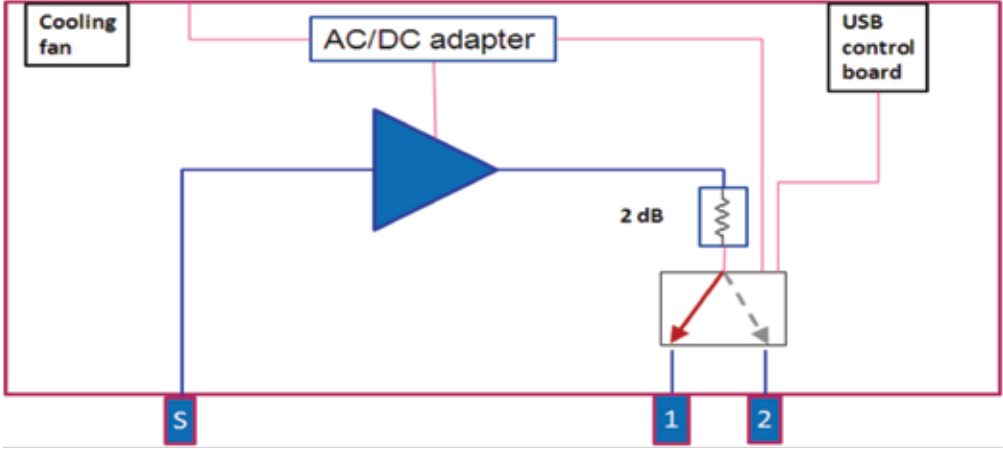 Cooling
fan
AC/DC adapter
USB
control
board
2 dB
S
1
2